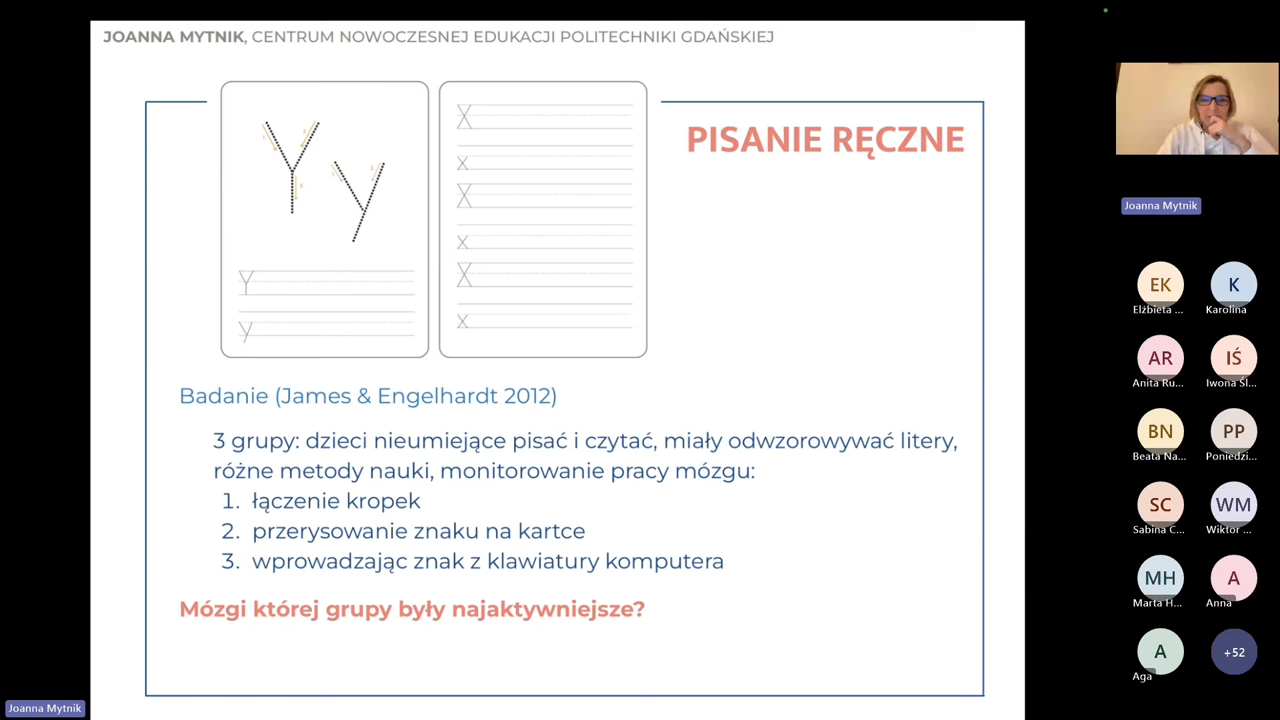 JOANNA MYTNIK, CENTRUM NOWOCZESNEJ EDUKACJI POLITECHNIKI GDAŃSKIEJ
Y y
Y
y
X
x
X
x
X
x
PISANIE RĘCZNE
Badanie (James & Engelhardt 2012)
3 grupy: dzieci nieumiejące pisać i czytać, miały odwzorowywać litery,
różne metody nauki, monitorowanie pracy mózgu:
1. łączenie kropek
2. przerysowanie znaku na kartce
3. wprowadzając znak z klawiatury komputera
Mózgi której grupy były najaktywniejsze?
Joanna Mytnik
Joanna Mytnik
EK
Elżbieta ...
K
Karolina
AR
Anita Ru...
IŚ
Iwona Śl...
BN
Beata Na...
PP
Poniedzi...
SC
Sabina C...
WM
Wiktor ...
MH
Marta H...
A
Anna
A
Aga
+52